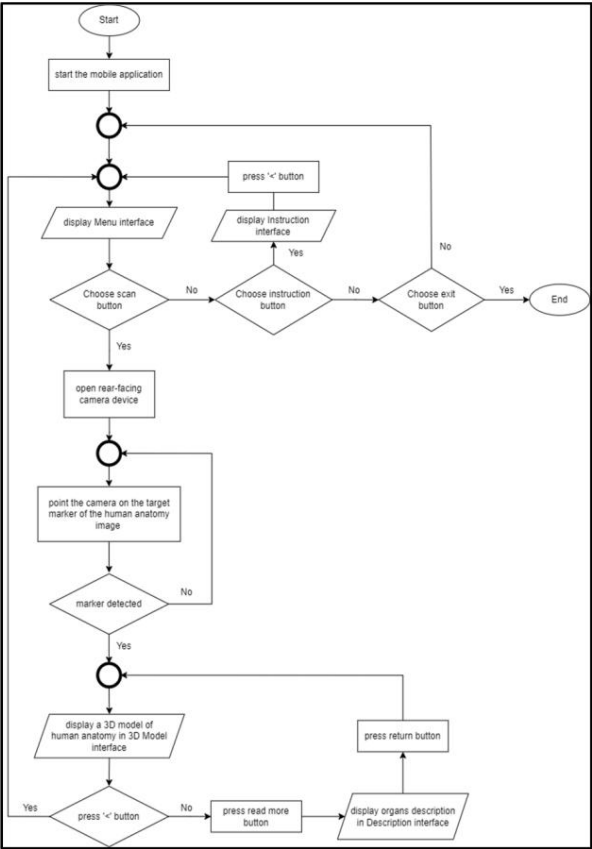 Start
start the mobile application
press '<' button
display Menu interface
display Instruction
interface
No
Yes
Choose scan
button
No
Choose instruction
button
No
Choose exit
button
Yes
End
Yes
open rear-facing
camera device
point the camera on the target
marker of the human anatomy
image
marker detected
No
Yes
display a 3D model of
human anatomy in 3D Model
interface
press return button
Yes
press '<' button
No
press read more
button
display organs description
in Description interface